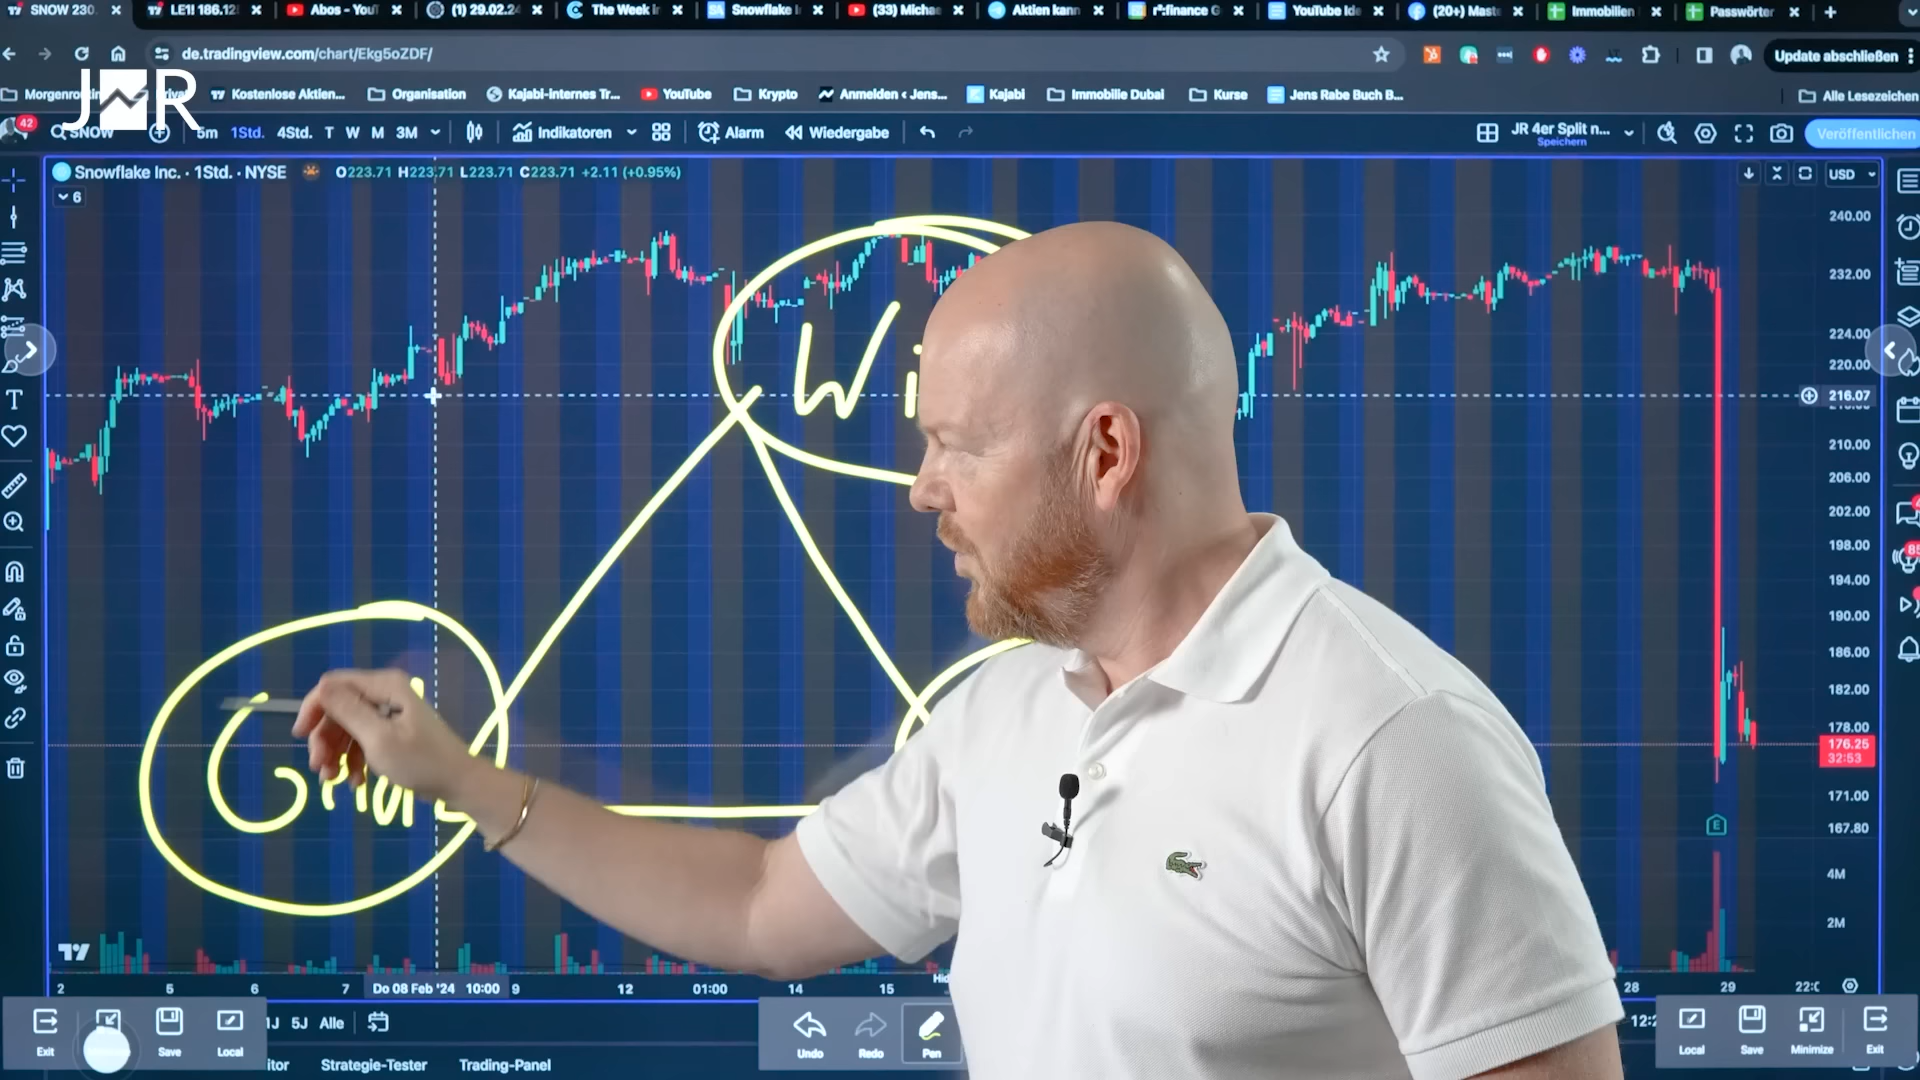 SNOW 230.
LE1! 186.12
Abos - YouT
(1) 29.02.24
The Week in
Snowflake I
(33) Michae
Aktien kann
r²:finance G
YouTube Ide
(20+) Mast
Immobilien
Passwörter
de.tradingview.com/chart/Ekg5oZDF/
Update abschließen
JR
Morgenrou
Kostenlose Aktien...
Organisation
Kajabi-internes Tr...
YouTube
Krypto
Anmelden ‹ Jens...
Kajabi
Immobilie Dubai
Kurse
Jens Rabe Buch B...
Alle Lesezeichen
42
SNOW
5m 1Std. 4Std. T W M 3M
Indikatoren
Alarm
Wiedergabe
JR 4er Split n...
Speichern
Veröffentlichen
Snowflake Inc. · 1Std. · NYSE O223.71 H223.71 L223.71 C223.71 +2.11 (+0.95%)
USD
6
240.00
232.00
224.00
220.00
216.07
210.00
206.00
202.00
198.00
194.00
190.00
186.00
182.00
178.00
176.25
32:53
171.00
167.80
4M
2M
Wi
E
2 5 6 7 Do 08 Feb '24 10:00 9 12 01:00 14 15 28 29
1J 5J Alle
Exit
Save
Local
Undo
Redo
Pen
Local
Save
Minimize
Exit
Strategie-Tester
Trading-Panel